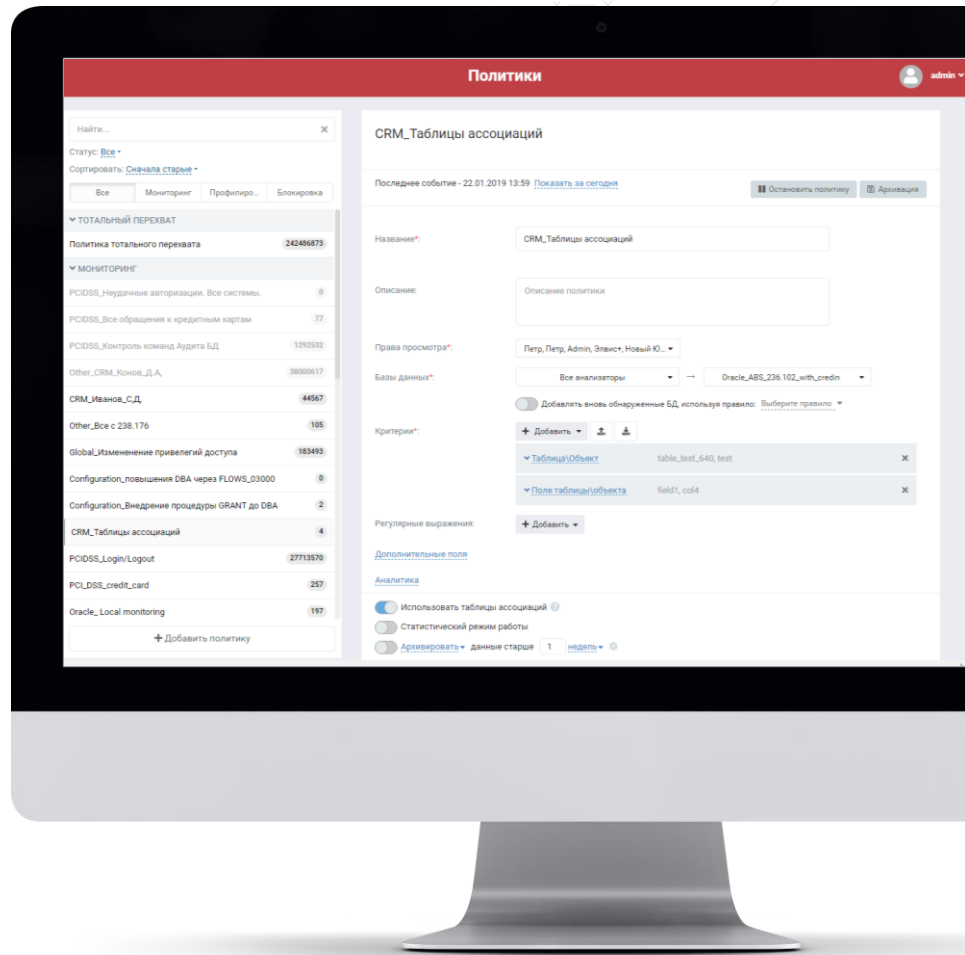 Политики
admin
Найти...
Статус: Все
Сортировать: Сначала старые
Все Мониторинг Профилиро... Блокировка
ТОТАЛЬНЫЙ ПЕРЕХВАТ
Политика тотального перехвата 242486873
МОНИТОРИНГ
PCIDSS_Неудачные авторизации. Все системы. 0
PCIDSS_Все обращения к кредитным картам 77
PCIDSS_Контроль команд Аудита БД 1292532
Other_CRM_Конов_Д.А, 38000617
CRM_Иванов_С,Д, 44567
Other_Все с 238.176 105
Global_Измененение привелегий доступа 183493
Configuration_повышения DBA через FLOWS_03000 0
Configuration_Внедрение процедуры GRANT до DBA 2
CRM_Таблицы ассоциаций 4
PCIDSS_Login/Logout 27713570
PCI_DSS_credit_card 257
Oracle_ Local monitoring 197
+ Добавить политику
CRM_Таблицы ассоциаций
Последнее событие - 22.01.2019 13:59 Показать за сегодня
Остановить политику Архивация
Название*: CRM_Таблицы ассоциаций
Описание: Описание политики
Права просмотра*: Петр, Петр, Admin, Элвис+, Новый Ю...
Базы данных*: Все анализаторы → Oracle_ABS_236.102_with_credin
Добавлять вновь обнаруженные БД, используя правило: Выберите правило
Критерии*: + Добавить
Таблица\Объект table_test_640, test
Поле таблицы\объекта field1, col4
Регулярные выражения: + Добавить
Дополнительные поля
Аналитика
Использовать таблицы ассоциаций
Статистический режим работы
Архивировать данные старше 1 недель